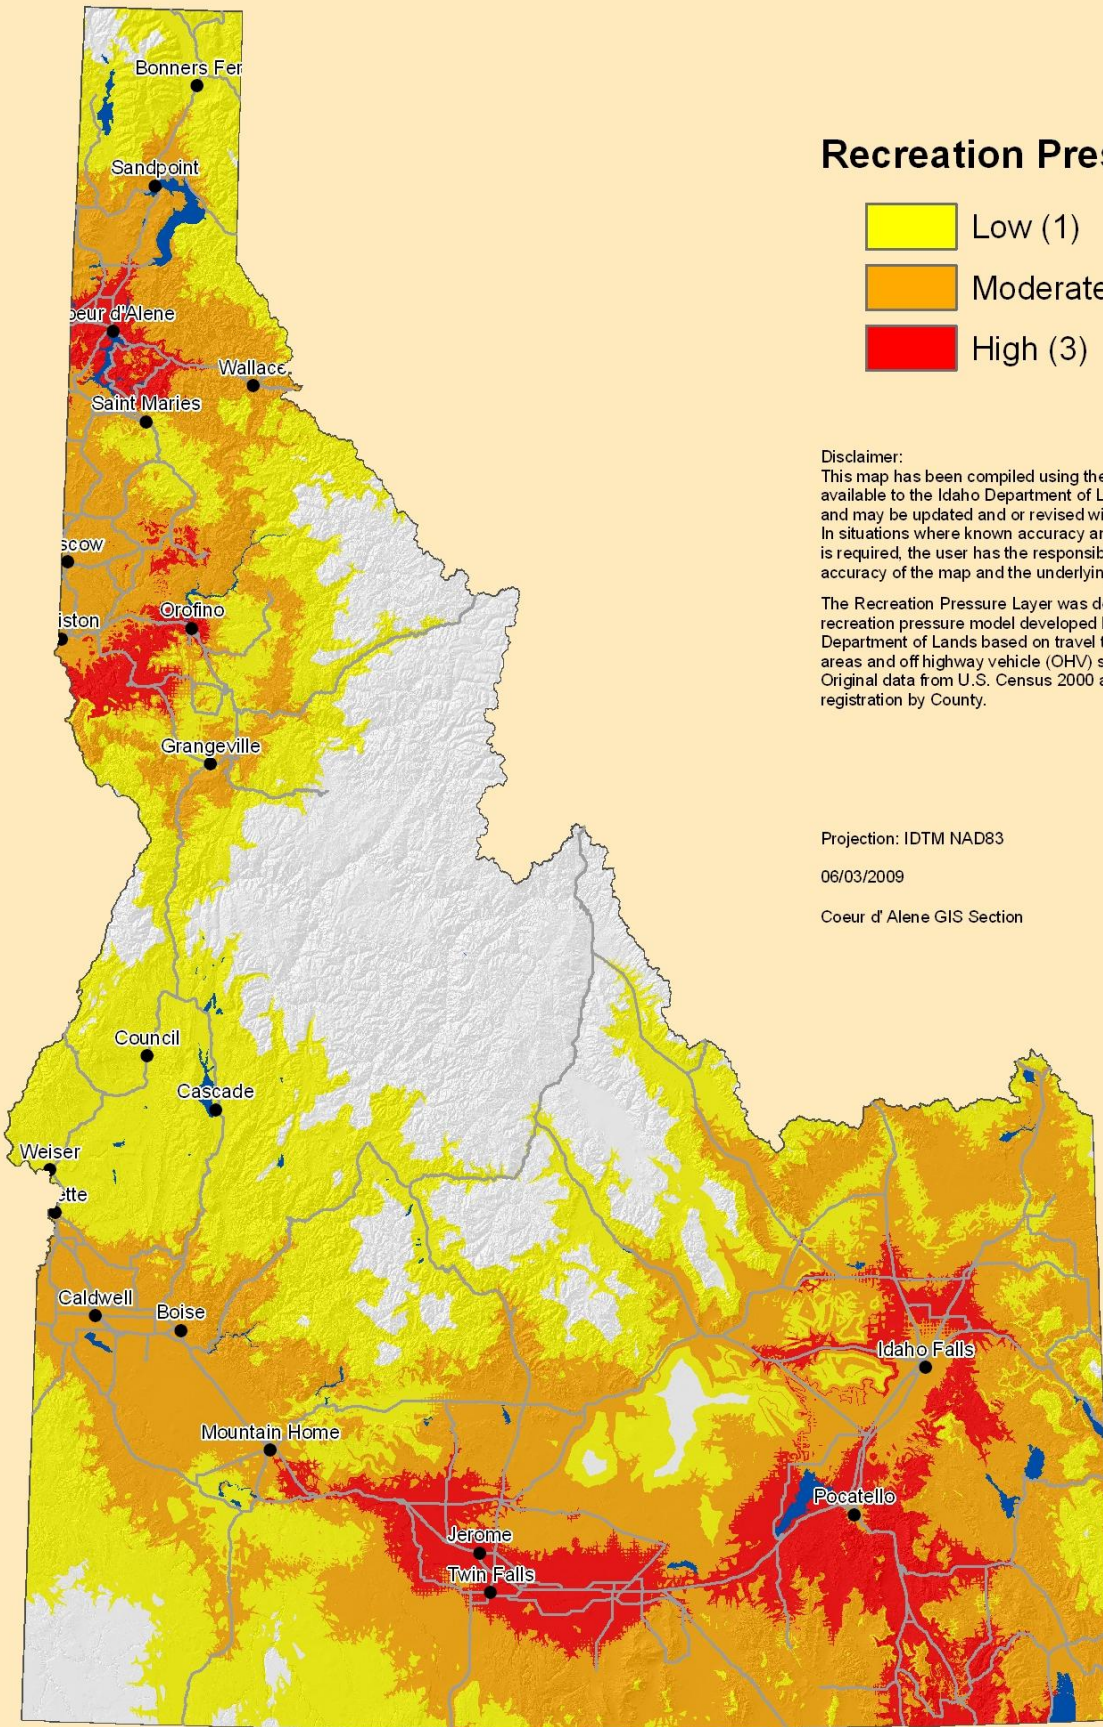 Bonners Fer
Sandpoint
oeur d'Alene
Wallace
Saint Maries
scow
Orofino
iston
Grangeville
Council
Cascade
Weiser
ette
Caldwell
Boise
Idaho Falls
Mountain Home
Pocatello
Jerome
Twin Falls
Recreation Pres
Low (1)
Moderate
High (3)
Disclaimer:
This map has been compiled using the
available to the Idaho Department of L
and may be updated and or revised wi
In situations where known accuracy an
is required, the user has the responsib
accuracy of the map and the underlyin
The Recreation Pressure Layer was d
recreation pressure model developed
Department of Lands based on travel t
areas and off highway vehicle (OHV) s
Original data from U.S. Census 2000 a
registration by County.
Projection: IDTM NAD83
06/03/2009
Coeur d' Alene GIS Section